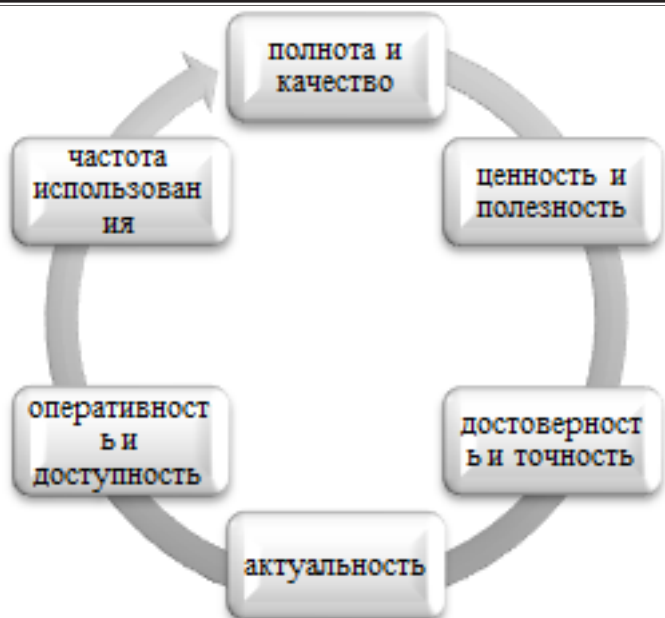 полнота и
качество
ценность и
полезность
достоверност
ь и точность
актуальность
оперативност
ь и
доступность
частота
использован
ия